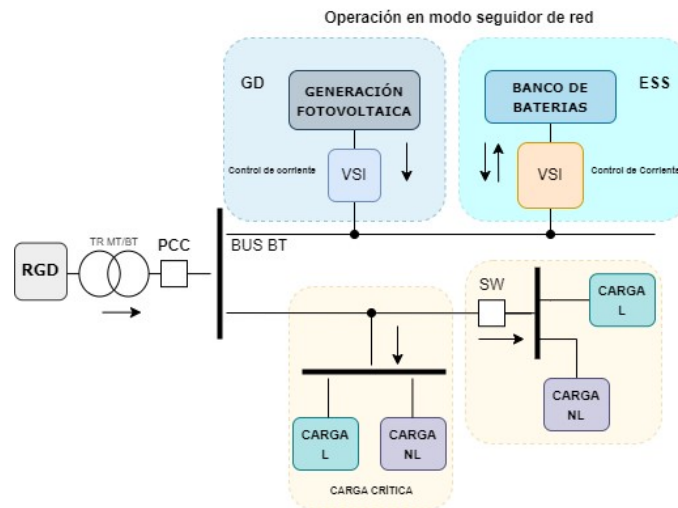 Operación en modo seguidor de red
GD
GENERACIÓN
FOTOVOLTAICA
BANCO DE
BATERIAS
ESS
Control de corriente
VSI
VSI
Control de Corriente
TR MT/BT
PCC
BUS BT
RGD
SW
CARGA
L
CARGA
NL
CARGA
L
CARGA
NL
CARGA CRÍTICA